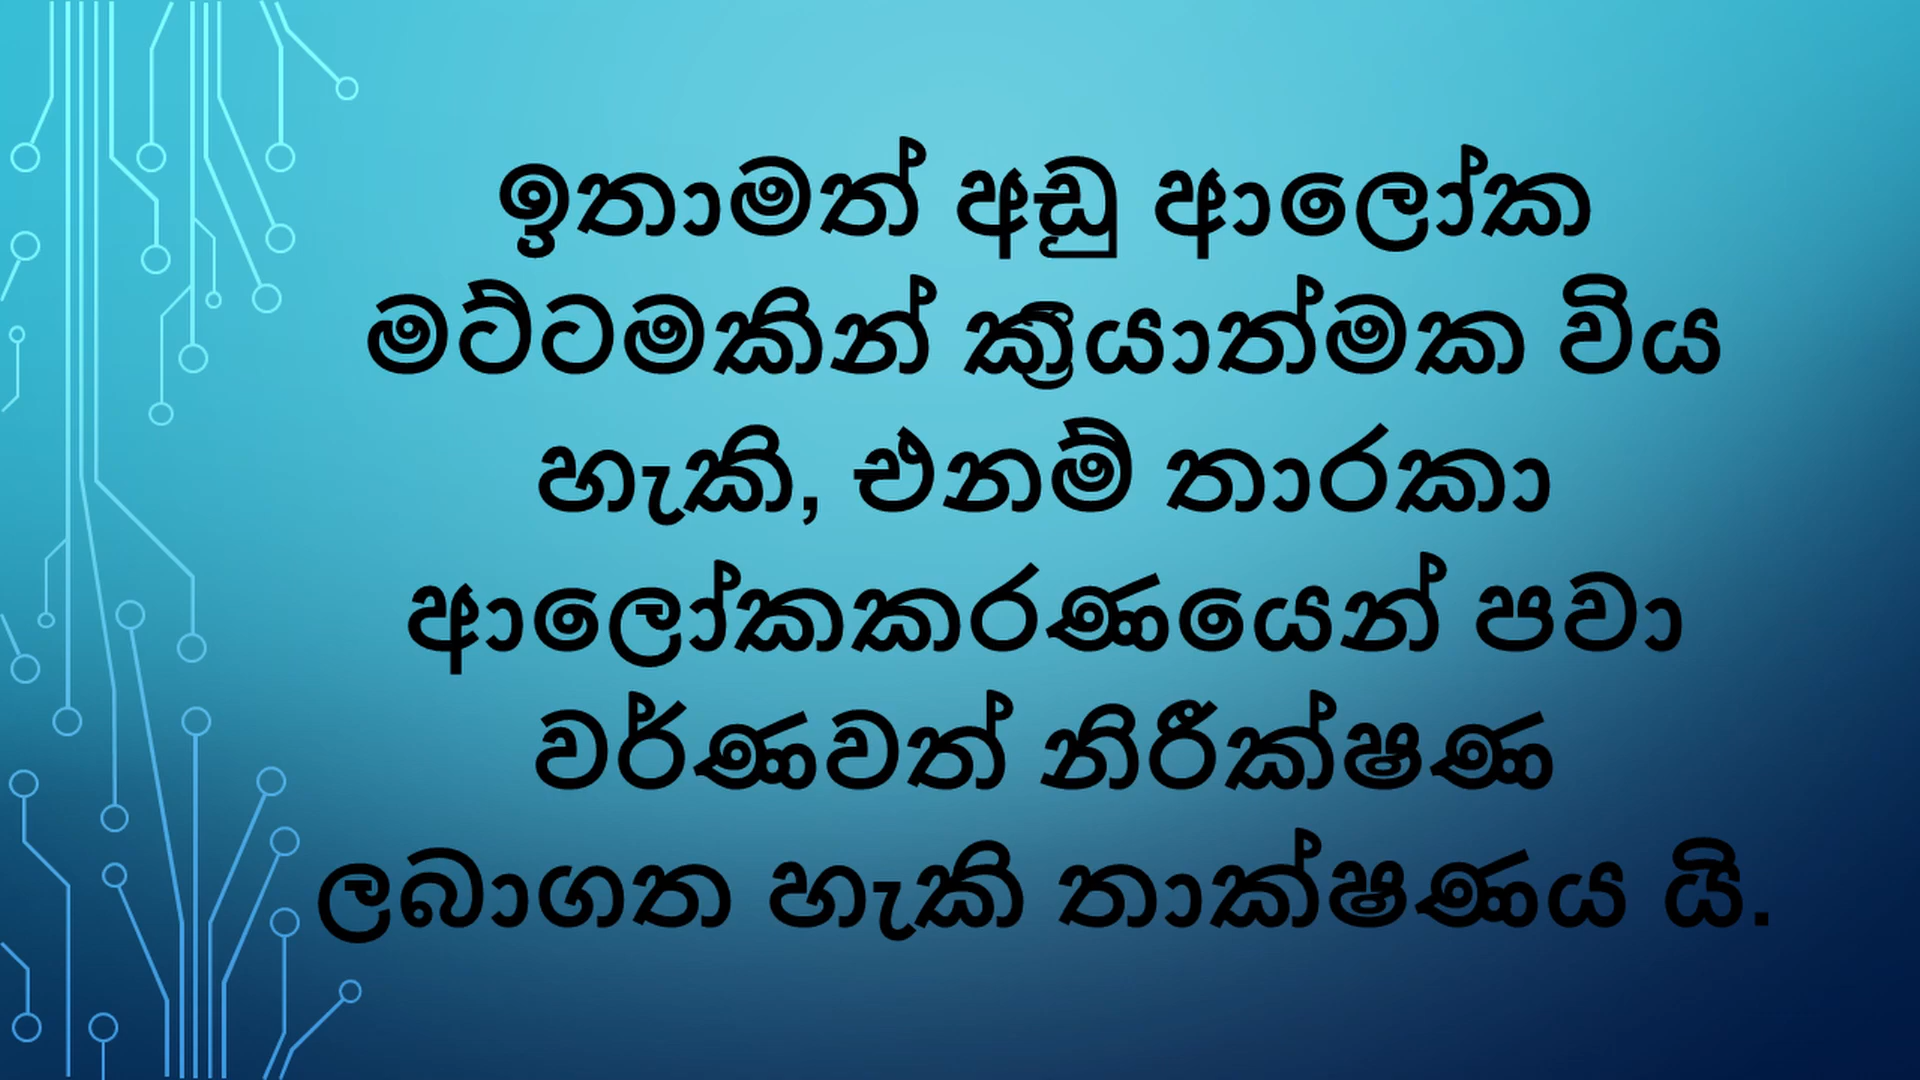 ඉතාමත් අඩු ආලෝක
මට්ටමකින් ක්‍රියාත්මක විය
හැකි, එනම් තාරකා
ආලෝකකරණයෙන් පවා
වර්ණවත් නිරීක්ෂණ
ලබාගත හැකි තාක්ෂණය යි.